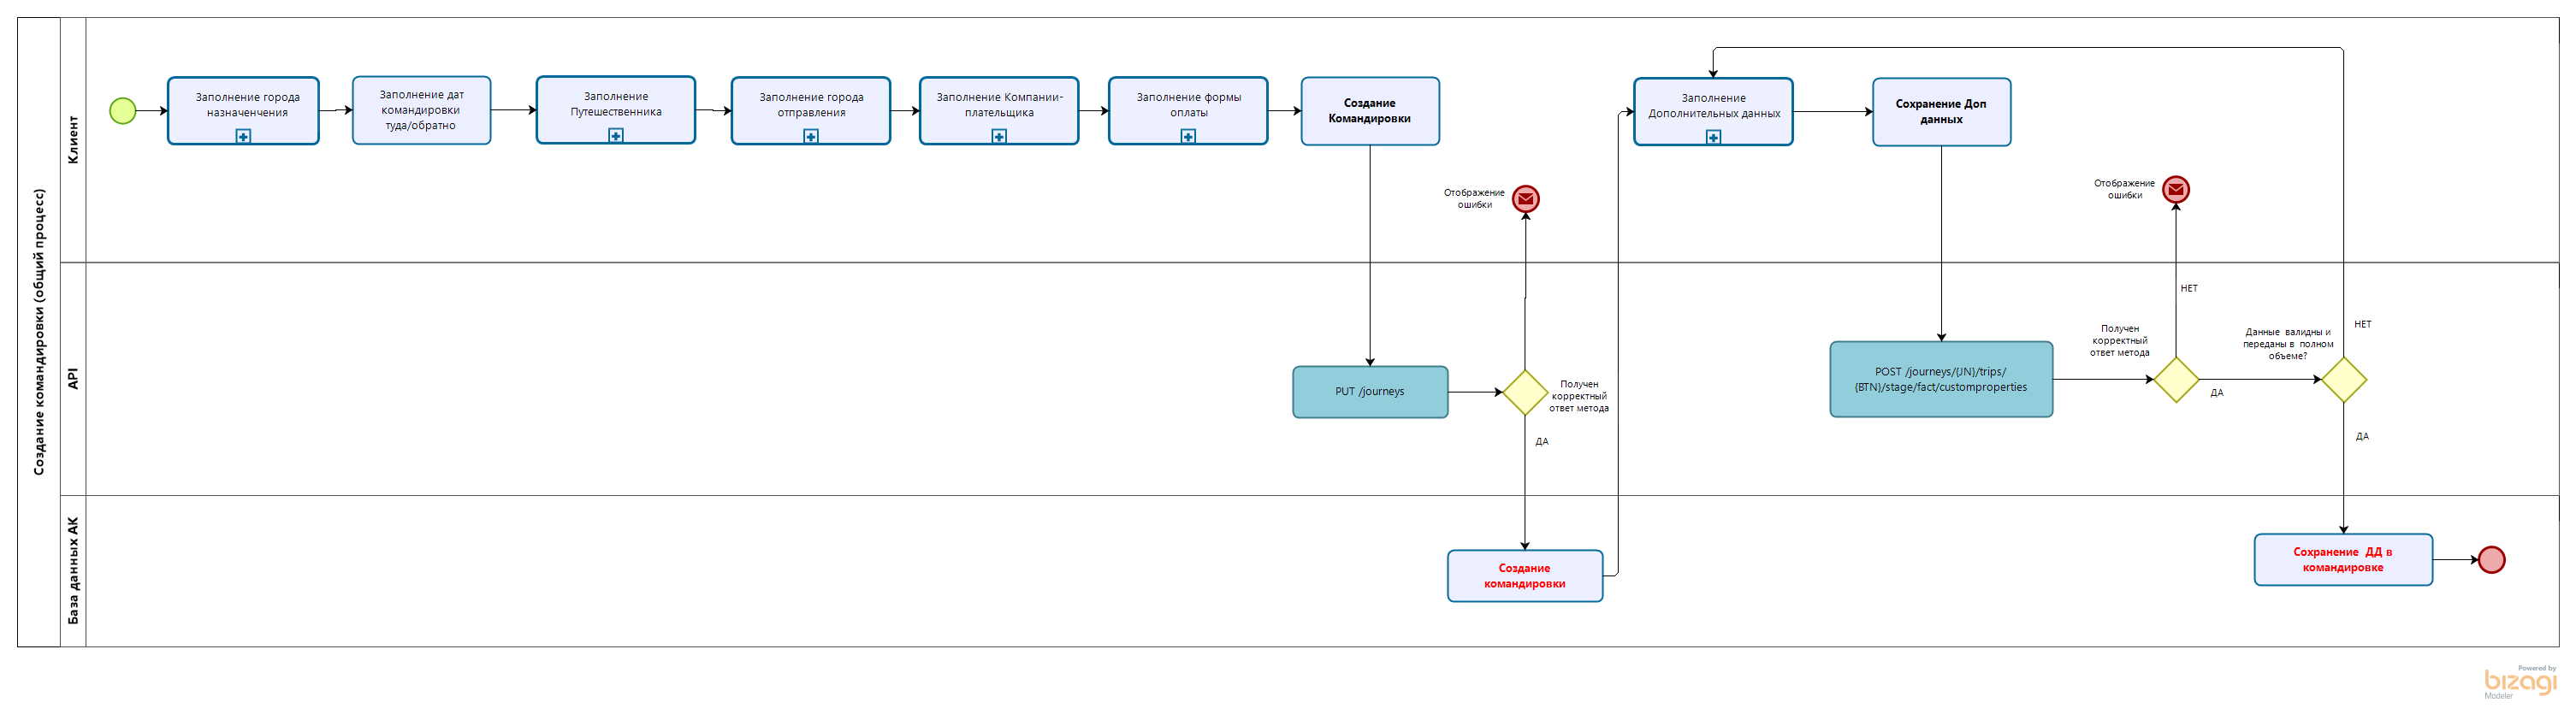 Создание командировки (общий процесс)
Клиент
Заполнение города
назначенчения
Заполнение дат
командировки
туда/обратно
Заполнение
Путешественника
Заполнение города
отправления
Заполнение Компании-
плательщика
Заполнение формы
оплаты
Создание
Командировки
Заполнение
Дополнительных данных
Сохранение Доп
данных
Отображение
ошибки
Отображение
ошибки
API
PUT /journeys
Получен
корректный
ответ метода
ДА
POST /journeys/{JN}/trips/
{BTN}/stage/fact/customproperties
Получен
корректный
ответ метода
НЕТ
ДА
Данные валидны и
переданы в полном
объеме?
НЕТ
ДА
База данных АК
Создание
командировки
Сохранение ДД в
командировке
Powered by
bizagi
Modeler